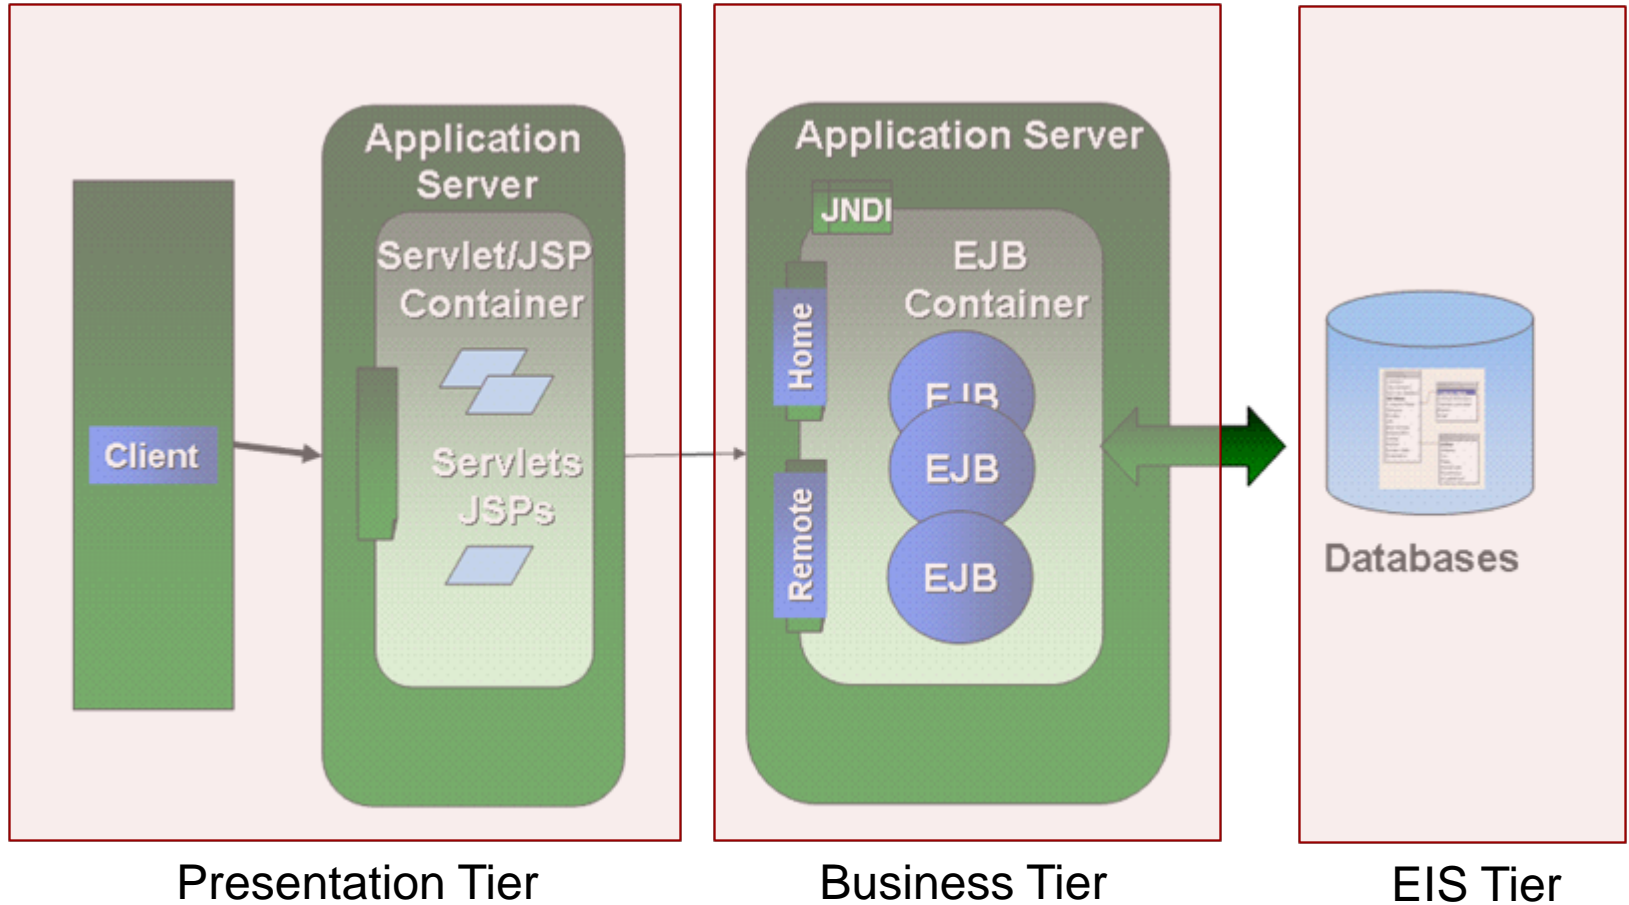 Application
Server
Servlet/JSP
Container
Servlets
JSPs
Client
Application Server
JNDI
EJB
Container
Home
Remote
EJB
EJB
EJB
Databases
Presentation Tier
Business Tier
EIS Tier